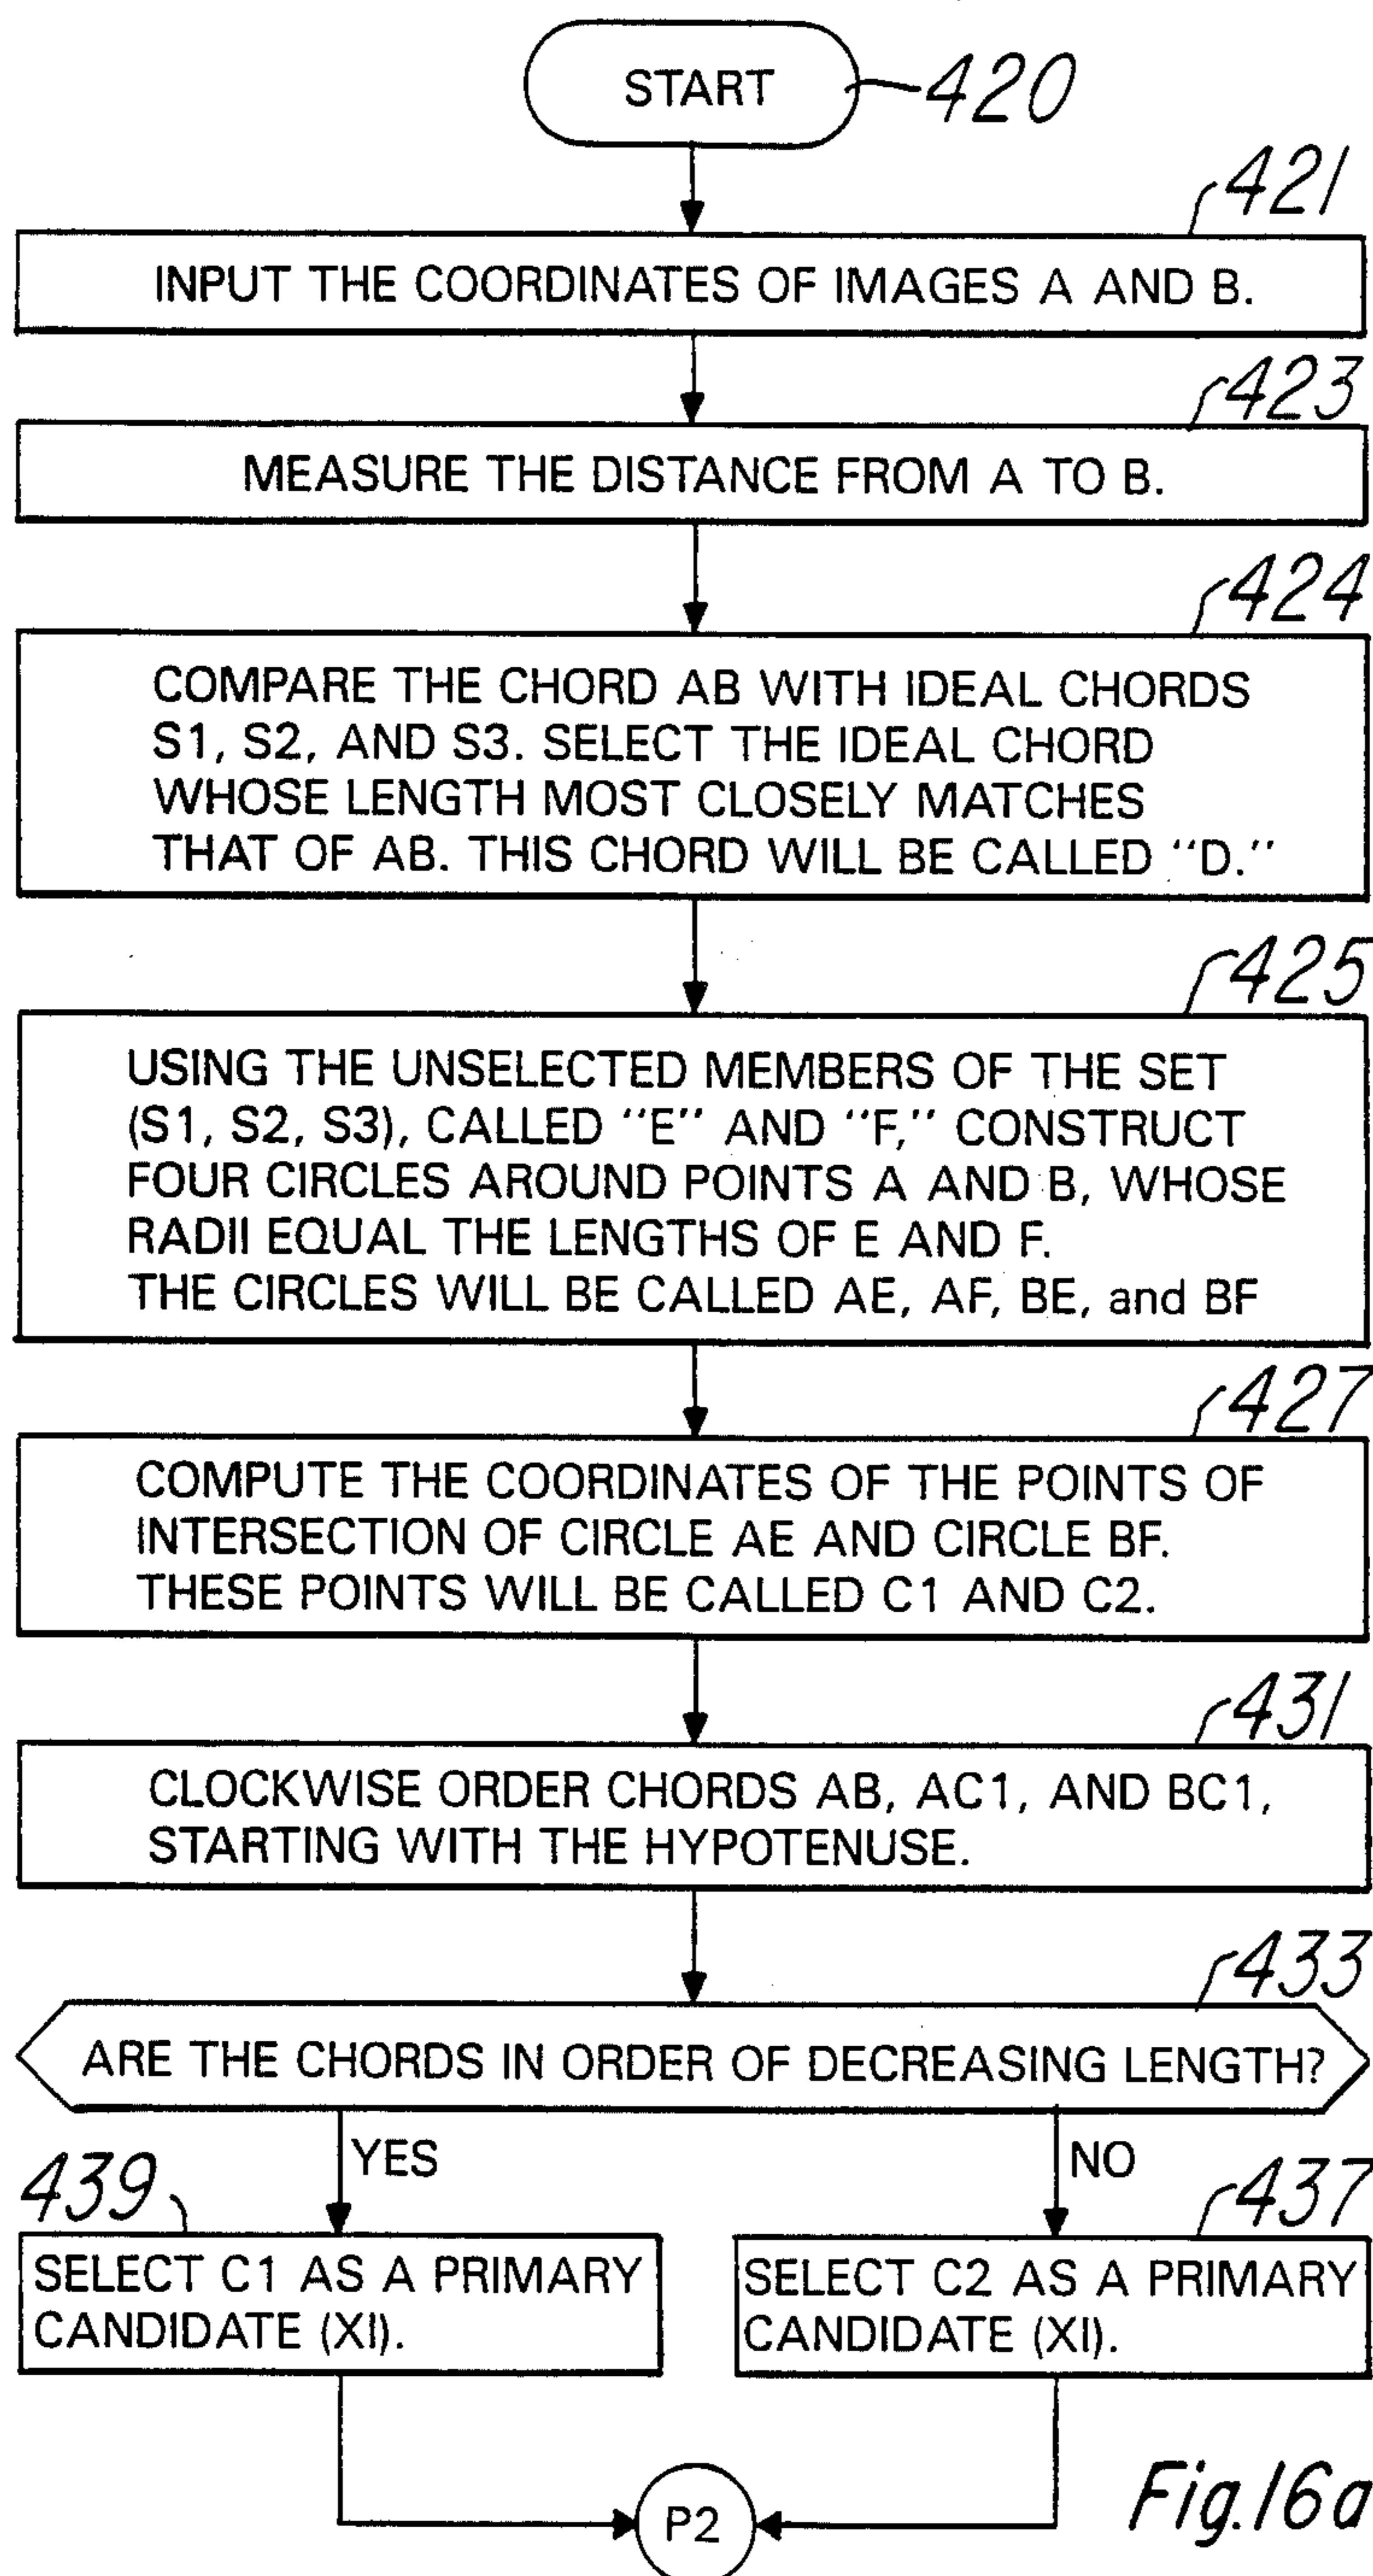 START
420
421
INPUT THE COORDINATES OF IMAGES A AND B.
423
MEASURE THE DISTANCE FROM A TO B.
424
COMPARE THE CHORD AB WITH IDEAL CHORDS
S1, S2, AND S3. SELECT THE IDEAL CHORD
WHOSE LENGTH MOST CLOSELY MATCHES
THAT OF AB. THIS CHORD WILL BE CALLED "D."
425
USING THE UNSELECTED MEMBERS OF THE SET
(S1, S2, S3), CALLED "E" AND "F," CONSTRUCT
FOUR CIRCLES AROUND POINTS A AND B, WHOSE
RADII EQUAL THE LENGTHS OF E AND F.
THE CIRCLES WILL BE CALLED AE, AF, BE, and BF
427
COMPUTE THE COORDINATES OF THE POINTS OF
INTERSECTION OF CIRCLE AE AND CIRCLE BF.
THESE POINTS WILL BE CALLED C1 AND C2.
431
CLOCKWISE ORDER CHORDS AB, AC1, AND BC1,
STARTING WITH THE HYPOTENUSE.
433
ARE THE CHORDS IN ORDER OF DECREASING LENGTH?
YES
NO
439
SELECT C1 AS A PRIMARY
CANDIDATE (XI).
437
SELECT C2 AS A PRIMARY
CANDIDATE (XI).
P2
Fig.16a